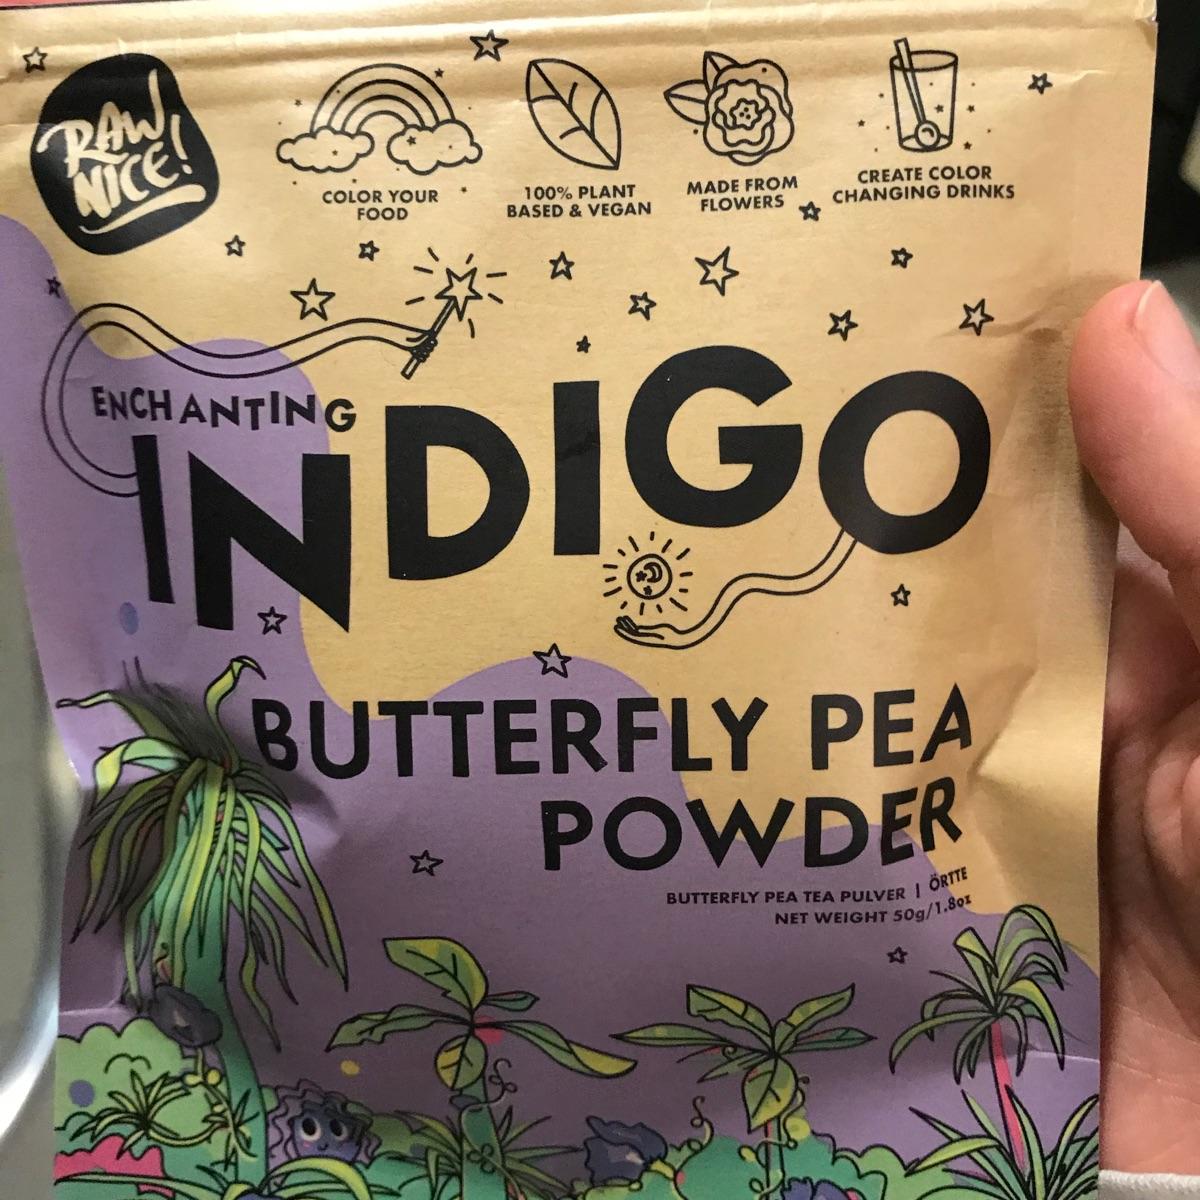 RAW
NICE!
COLOR YOUR
FOOD
100% PLANT
BASED & VEGAN
MADE FROM
FLOWERS
CREATE COLOR
CHANGING DRINKS
ENCHANTING
INDIGO
BUTTERFLY PEA
POWDER
BUTTERFLY PEA TEA PULVER | ÖRTTE
NET WEIGHT 50g/1.8oz